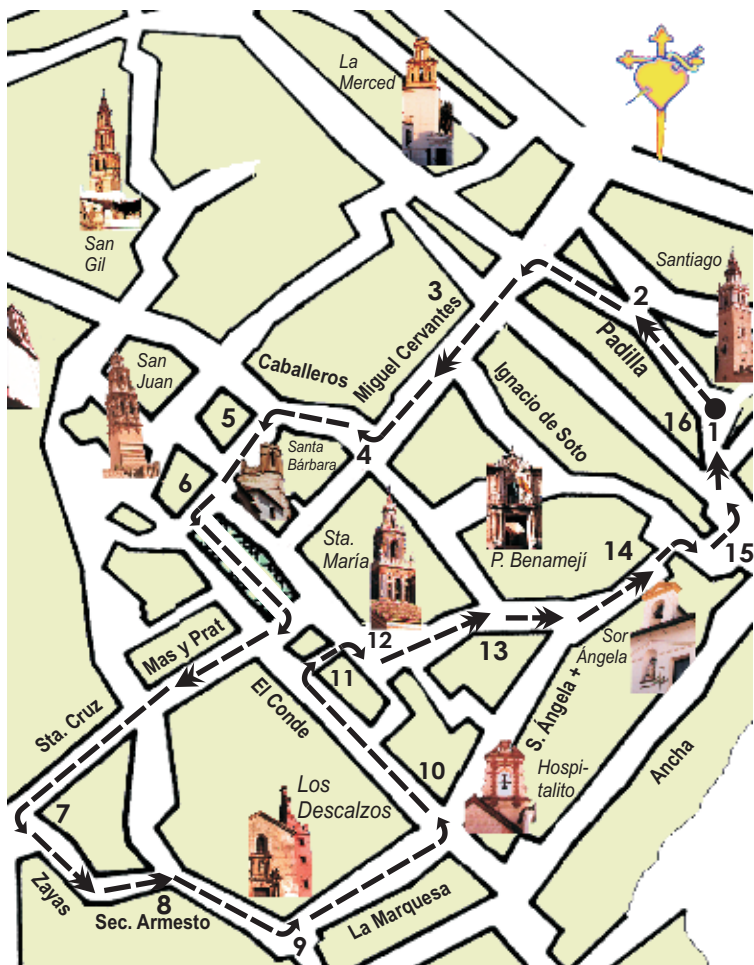 La
Merced
San
Gil
3
Santiago
2
Padilla
Miguel Cervantes
Caballeros
San
Juan
Ignacio de Soto
16
1
5
Santa
Bárbara
4
6
Sta.
María
P. Benamejí
14
15
12
13
Sor
Ángela
Mas y Prat
11
El Conde
S. Ángela +
Sta. Cruz
10
Hospi-
talito
Ancha
Los
Descalzos
7
Zayas
8
Sec. Armesto
9
La Marquesa